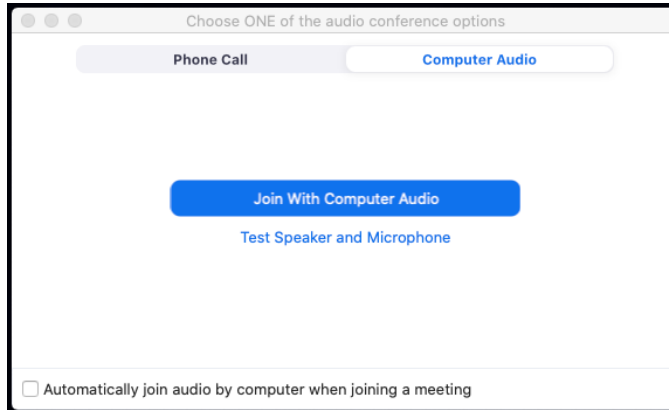 Choose ONE of the audio conference options
Phone Call Computer Audio
Join With Computer Audio
Test Speaker and Microphone
Automatically join audio by computer when joining a meeting